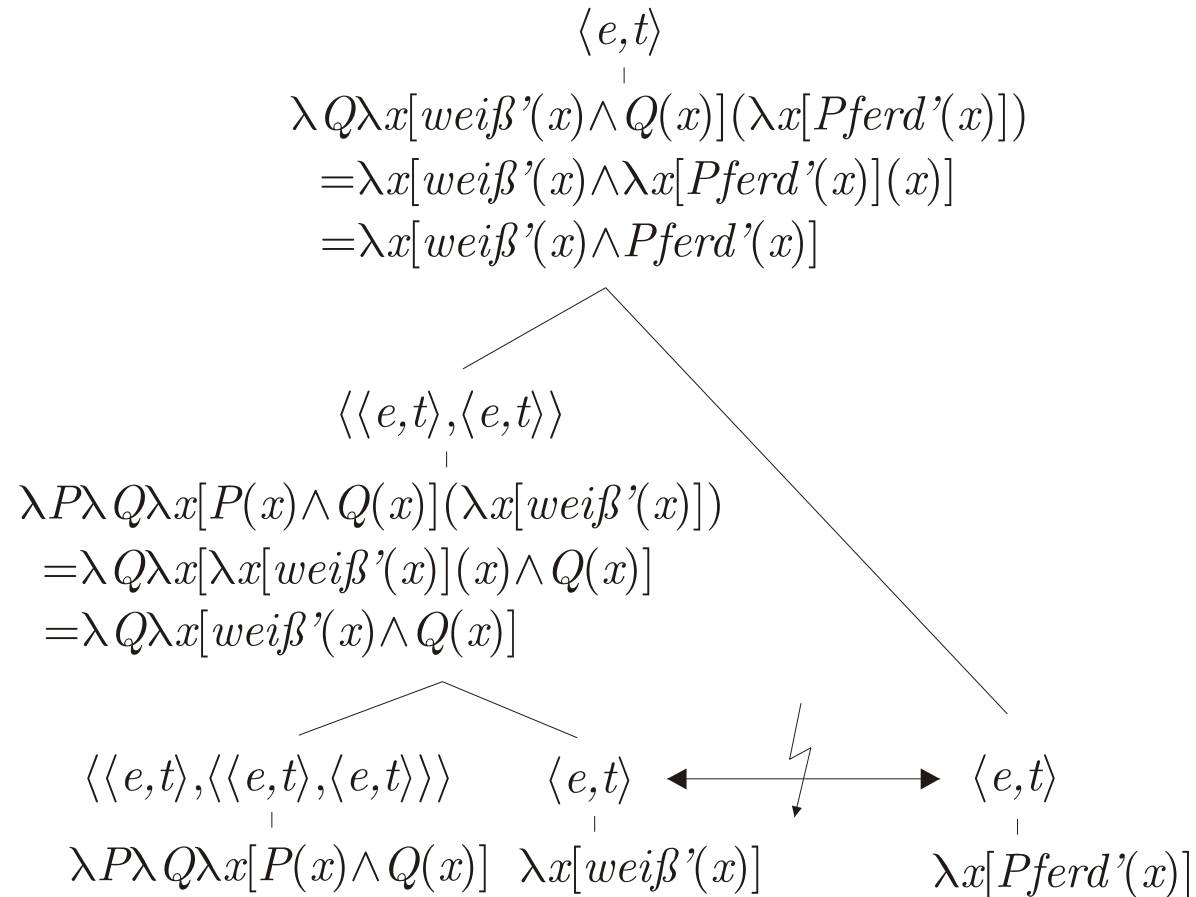 ⟨e,t⟩
λQλx[weiß’(x)∧Q(x)](λx[Pferd’(x)])
=λx[weiß’(x)∧λx[Pferd’(x)](x)]
=λx[weiß’(x)∧Pferd’(x)]
⟨⟨e,t⟩,⟨e,t⟩⟩
λPλQλx[P(x)∧Q(x)](λx[weiß’(x)])
=λQλx[λx[weiß’(x)](x)∧Q(x)]
=λQλx[weiß’(x)∧Q(x)]
⟨⟨e,t⟩,⟨⟨e,t⟩,⟨e,t⟩⟩⟩ ⟨e,t⟩ ⟨e,t⟩
λPλQλx[P(x)∧Q(x)] λx[weiß’(x)] λx[Pferd’(x)]